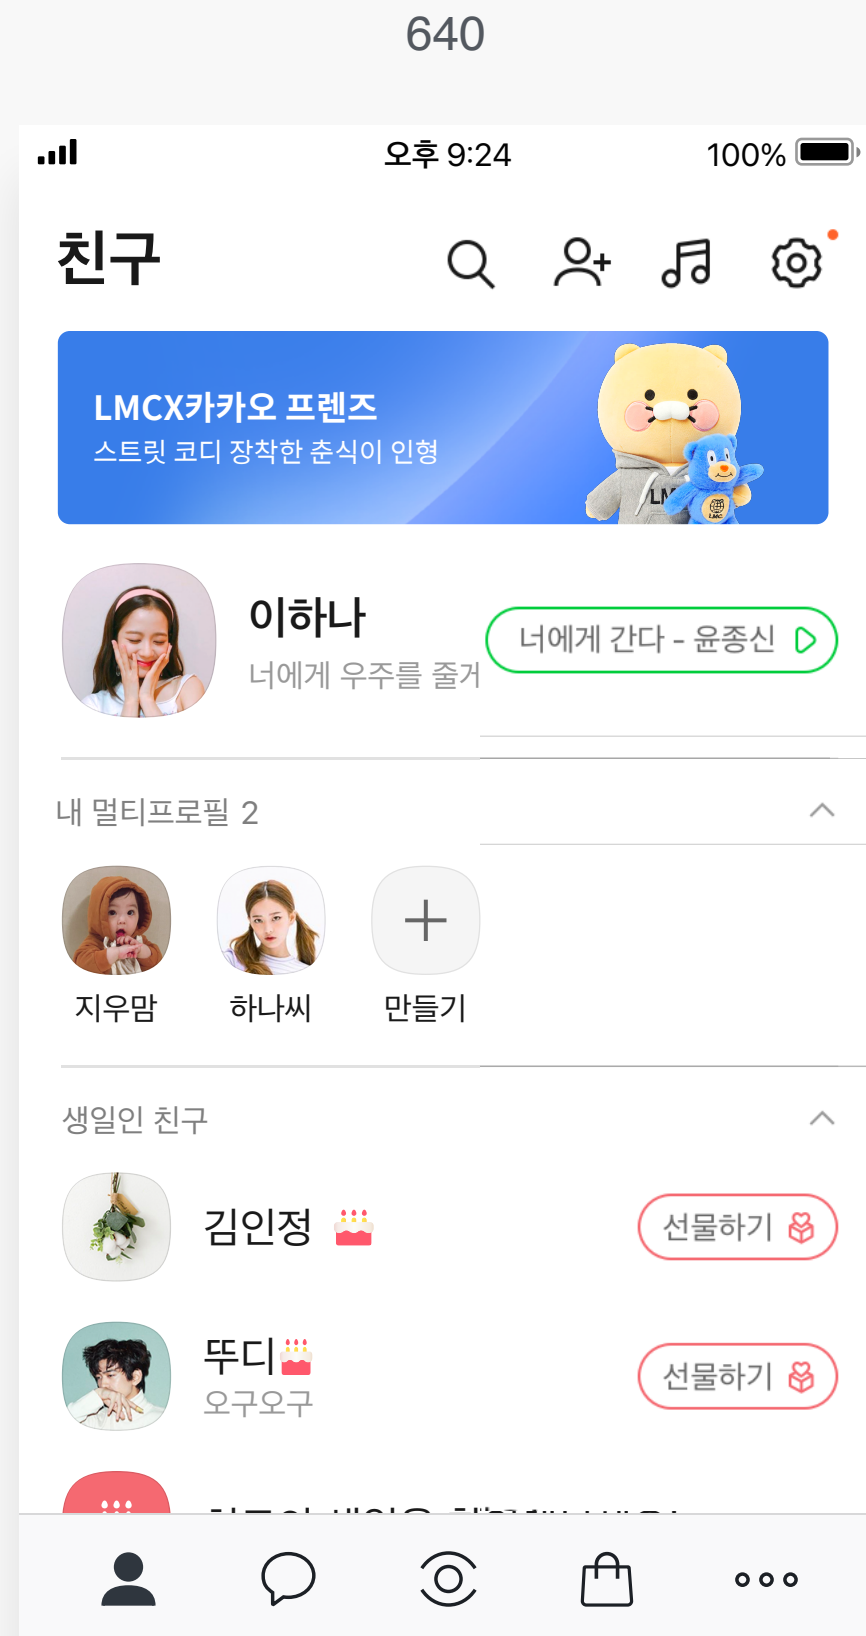 640
오후 9:24
100%
친구
LMCX카카오 프렌즈
스트릿 코디 장착한 춘식이 인형
이하나
너에게 우주를 줄게
너에게 간다 - 윤종신
내 멀티프로필 2
지우맘
하나씨
만들기
생일인 친구
김인정
선물하기
뚜디
오구오구
선물하기